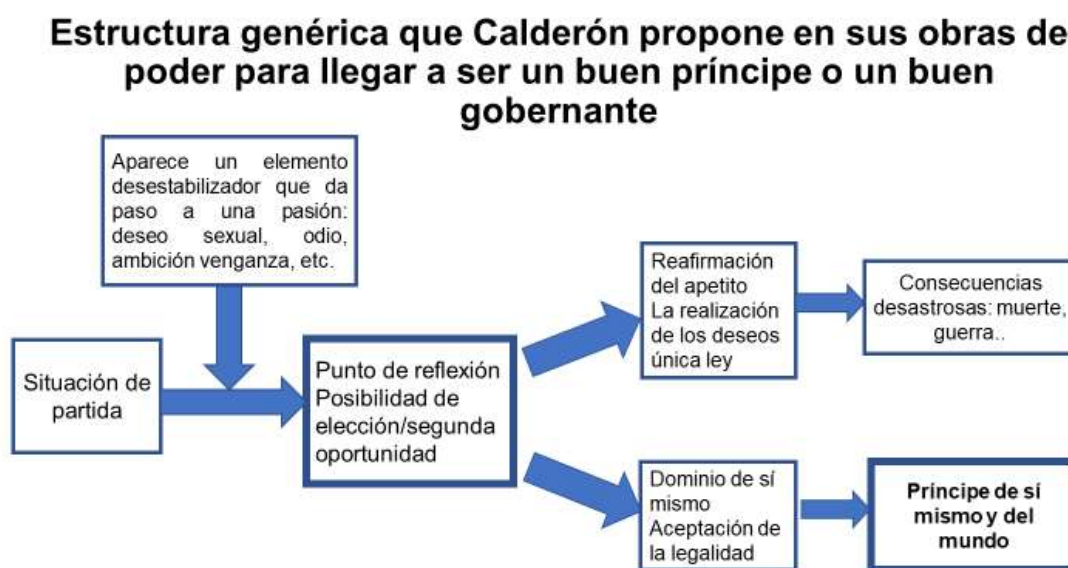 Estructura genérica que Calderón propone en sus obras de
poder para llegar a ser un buen príncipe o un buen
gobernante
Aparece un elemento
desestabilizador que da
paso a una pasión:
deseo sexual, odio,
ambición venganza, etc.
Situación de
partida
Punto de reflexión
Posibilidad de
elección/segunda
oportunidad
Reafirmación
del apetito
La realización
de los deseos
única ley
Consecuencias
desastrosas: muerte,
guerra..
Dominio de sí
mismo
Aceptación de
la legalidad
Príncipe de sí
mismo y del
mundo